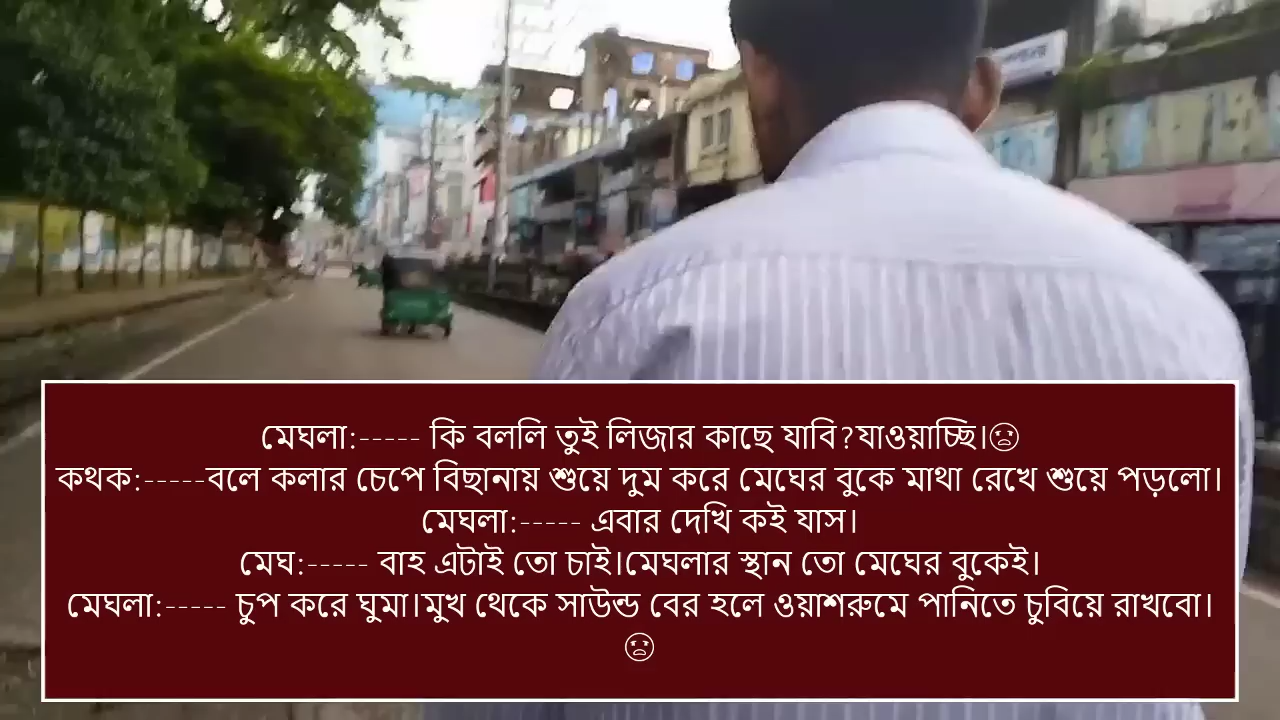 মেঘলা:----- কি বললি তুই লিজার কাছে যাবি?যাওয়াচ্ছি।😟
কথক:-----বলে কলার চেপে বিছানায় শুয়ে দুম করে মেঘের বুকে মাথা রেখে শুয়ে পড়লো।
মেঘলা:----- এবার দেখি কই যাস।
মেঘ:----- বাহ এটাই তো চাই।মেঘলার স্থান তো মেঘের বুকেই।
মেঘলা:----- চুপ করে ঘুমা।মুখ থেকে সাউন্ড বের হলে ওয়াশরুমে পানিতে চুবিয়ে রাখবো।
😟